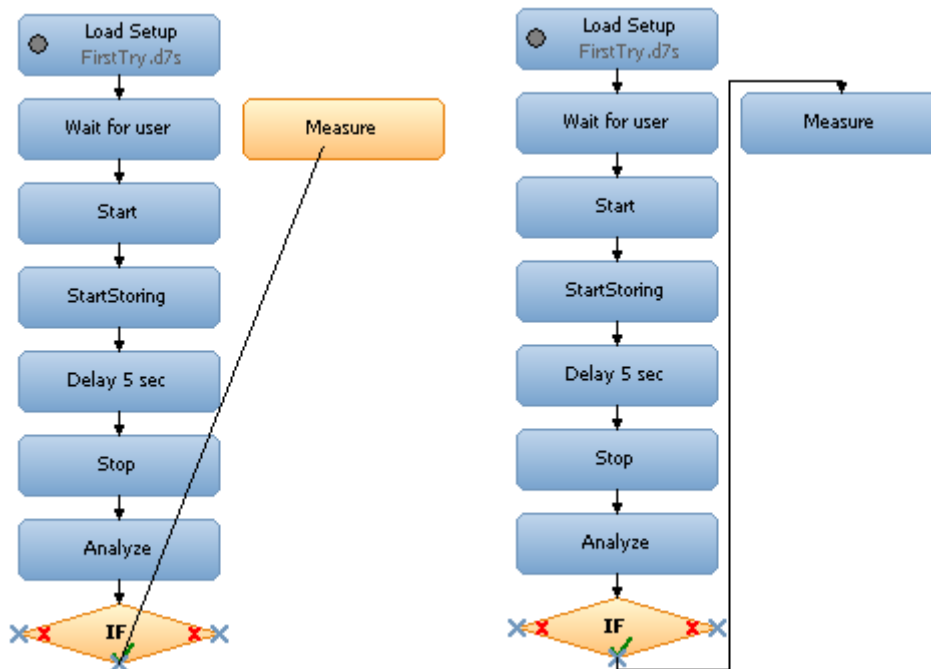 Load Setup
FirstTry.d7s
Wait for user
Measure
Start
StartStoring
Delay 5 sec
Stop
Analyze
IF
Load Setup
FirstTry.d7s
Wait for user
Measure
Start
StartStoring
Delay 5 sec
Stop
Analyze
IF